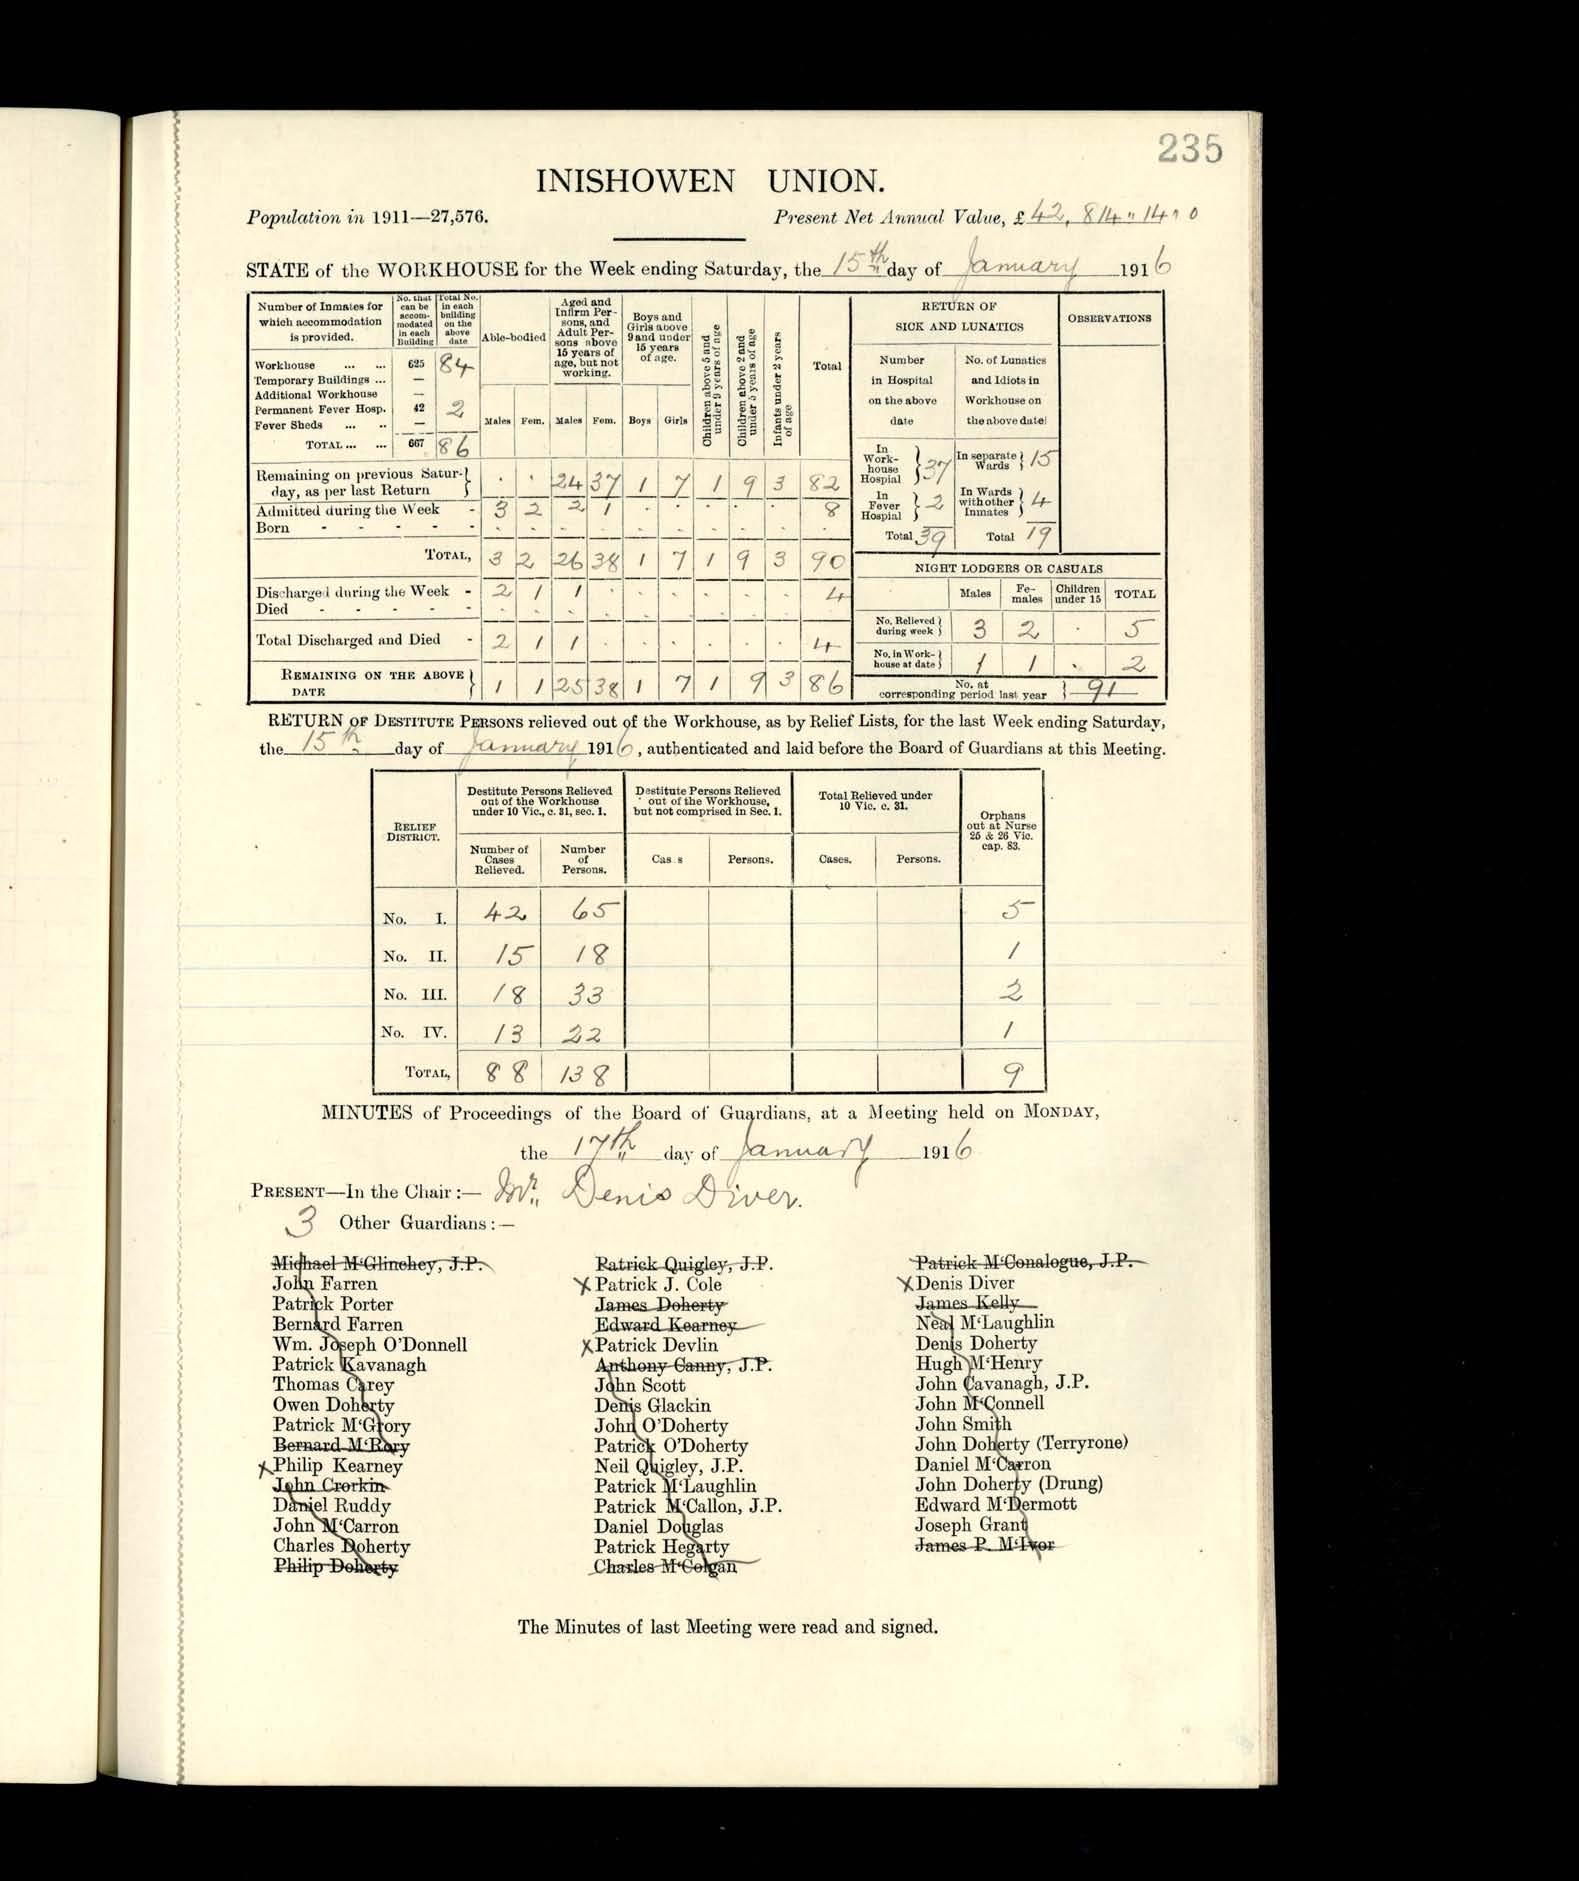 235
INISHOWEN UNION.
Population in 1911—27,576. Present Net Annual Value, £ 42,814 " 14 " 0
STATE of the WORKHOUSE for the Week ending Saturday, the 15th day of January 1916
Number of Inmates for which accommodation is provided. No. that can be accommodated in each Building Total No. in each building on the above date
Workhouse ... ... 625 84
Temporary Buildings ... —
Additional Workhouse —
Permanent Fever Hosp. 42 2
Fever Sheds ... .. —
TOTAL ... ... 667 86
Able-bodied Aged and Infirm Persons, and Adult Persons above 15 years of age, but not working. Boys and Girls above 9 and under 15 years of age. Children above 5 and under 9 years of age Children above 2 and under 5 years of age Infants under 2 years of age Total
Males Fem. Males Fem. Boys Girls
Remaining on previous Saturday, as per last Return . . 24 37 1 7 1 9 3 82
Admitted during the Week - 3 2 2 1 . . . . . 8
Born - - - - - . . . . . . . . . .
TOTAL, 3 2 26 38 1 7 1 9 3 90
Discharged during the Week - 2 1 1 . . . . . . 4
Died - - - - - . . . . . . . . . .
Total Discharged and Died - 2 1 1 . . . . . . 4
REMAINING ON THE ABOVE DATE 1 1 25 38 1 7 1 9 3 86
RETURN OF SICK AND LUNATICS
OBSERVATIONS
Number in Hospital on the above date
No. of Lunatics and Idiots in Workhouse on the above date
In Work-house Hospial 37 In separate Wards 15
In Fever Hospial 2 In Wards with other Inmates 4
Total 39 Total 19
NIGHT LODGERS OR CASUALS
Males Fe-males Children under 15 TOTAL
No. Relieved during week 3 2 . 5
No. in Work-house at date 1 1 . 2
No. at corresponding period last year 91
RETURN OF DESTITUTE PERSONS relieved out of the Workhouse, as by Relief Lists, for the last Week ending Saturday,
the 15th day of January 1916, authenticated and laid before the Board of Guardians at this Meeting.
RELIEF DISTRICT.
Destitute Persons Relieved out of the Workhouse under 10 Vic., c. 31, sec. 1.
Destitute Persons Relieved out of the Workhouse, but not comprised in Sec. 1.
Total Relieved under 10 Vic. c. 31.
Orphans out at Nurse 25 & 26 Vic. cap. 83.
Number of Cases Relieved. Number of Persons. Cas s Persons. Cases. Persons.
No. I. 42 65 5
No. II. 15 18 1
No. III. 18 33 2
No. IV. 13 22 1
TOTAL, 88 138 9
MINUTES of Proceedings of the Board of Guardians, at a Meeting held on MONDAY,
the 17th day of January 1916
PRESENT—In the Chair :— Mr. Denis Diver.
3 Other Guardians :—
Michael M'Glinchey, J.P.
John Farren
Patrick Porter
Bernard Farren
Wm. Joseph O'Donnell
Patrick Kavanagh
Thomas Carey
Owen Doherty
Patrick M'Grory
Bernard M'Rory
X Philip Kearney
John Crorkin
Daniel Ruddy
John M'Carron
Charles Doherty
Philip Doherty
Patrick Quigley, J.P.
X Patrick J. Cole
James Doherty
Edward Kearney
X Patrick Devlin
Anthony Canny, J.P.
John Scott
Denis Glackin
John O'Doherty
Patrick O'Doherty
Neil Quigley, J.P.
Patrick M'Laughlin
Patrick M'Callon, J.P.
Daniel Douglas
Patrick Hegarty
Charles M'Colgan
Patrick M'Conalogue, J.P.
X Denis Diver
James Kelly
Neal M'Laughlin
Denis Doherty
Hugh M'Henry
John Cavanagh, J.P.
John M'Connell
John Smith
John Doherty (Terryrone)
Daniel M'Carron
John Doherty (Drung)
Edward M'Dermott
Joseph Grant
James P. M'Ivor
The Minutes of last Meeting were read and signed.